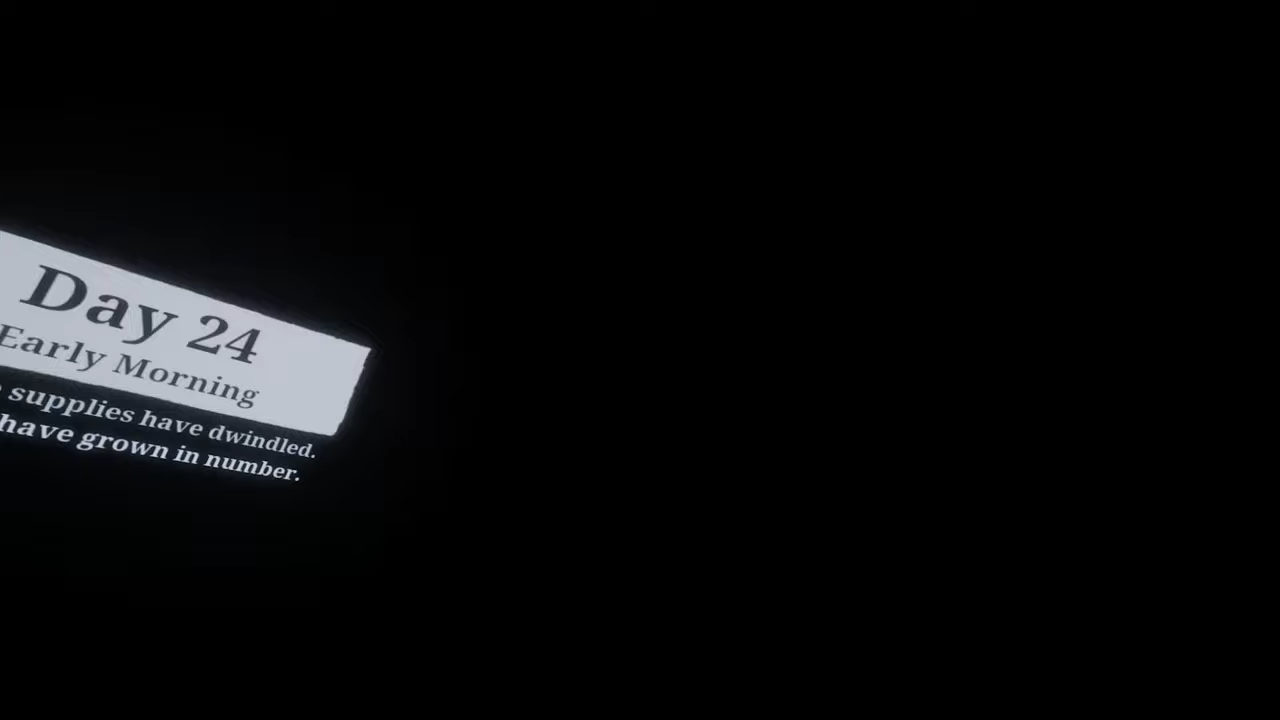 Day 24
Early Morning
supplies have dwindled.
have grown in number.